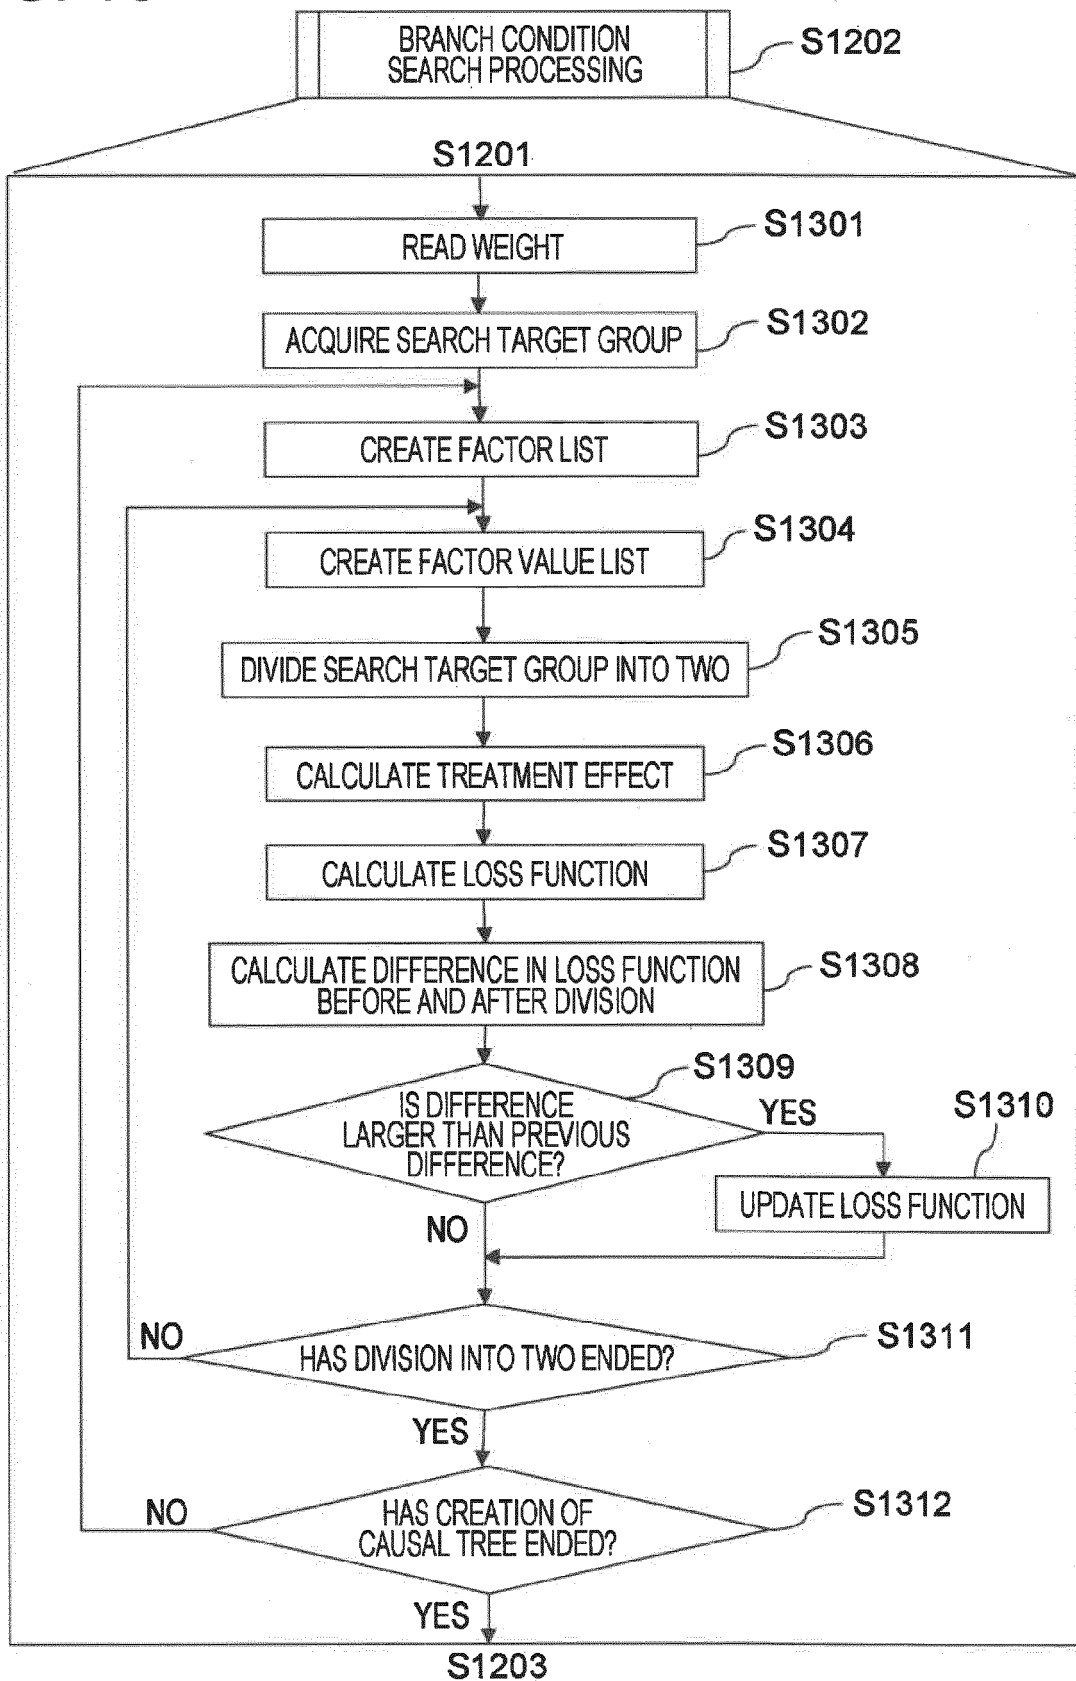 BRANCH CONDITION
SEARCH PROCESSING
S1202
S1201
READ WEIGHT
S1301
ACQUIRE SEARCH TARGET GROUP
S1302
CREATE FACTOR LIST
S1303
CREATE FACTOR VALUE LIST
S1304
DIVIDE SEARCH TARGET GROUP INTO TWO
S1305
CALCULATE TREATMENT EFFECT
S1306
CALCULATE LOSS FUNCTION
S1307
CALCULATE DIFFERENCE IN LOSS FUNCTION
BEFORE AND AFTER DIVISION
S1308
IS DIFFERENCE
LARGER THAN PREVIOUS
DIFFERENCE?
S1309
YES
S1310
UPDATE LOSS FUNCTION
NO
HAS DIVISION INTO TWO ENDED?
S1311
NO
YES
HAS CREATION OF
CAUSAL TREE ENDED?
S1312
NO
YES
S1203